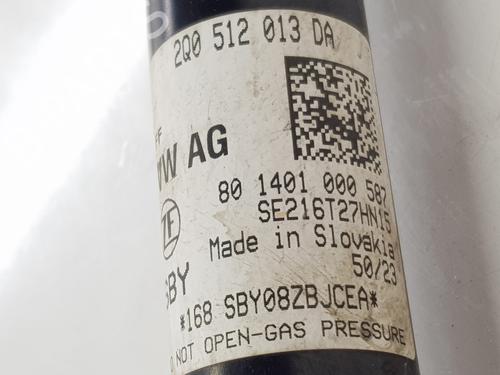 2Q0 512 013 DA
VW AG
80 1401 000 587
SE216T27HN15
ZF
Made in Slovakia
50/23
SBY
*168 SBY08ZBJCEA*
NOT OPEN-GAS PRESSURE